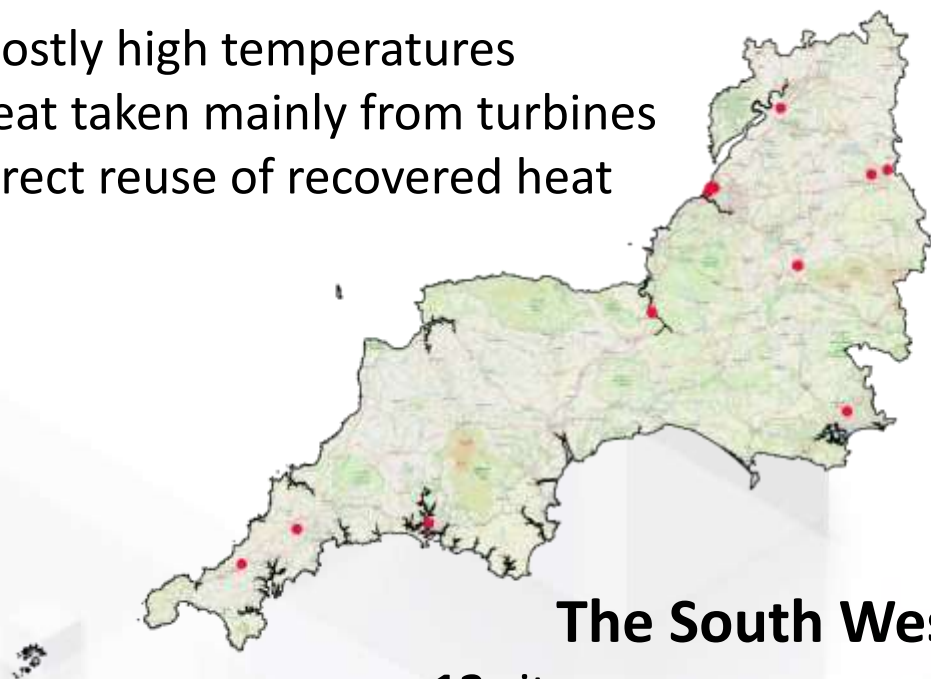 ostly high temperatures
eat taken mainly from turbines
rect reuse of recovered heat
The South Wes